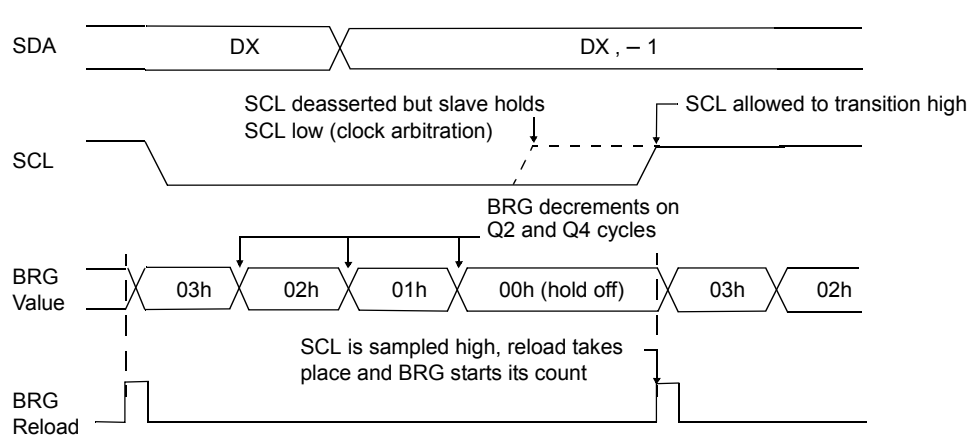 SDA
DX
DX , – 1
SCL deasserted but slave holds
SCL low (clock arbitration)
SCL allowed to transition high
SCL
BRG decrements on
Q2 and Q4 cycles
BRG
Value
03h
02h
01h
00h (hold off)
03h
02h
SCL is sampled high, reload takes
place and BRG starts its count
BRG
Reload